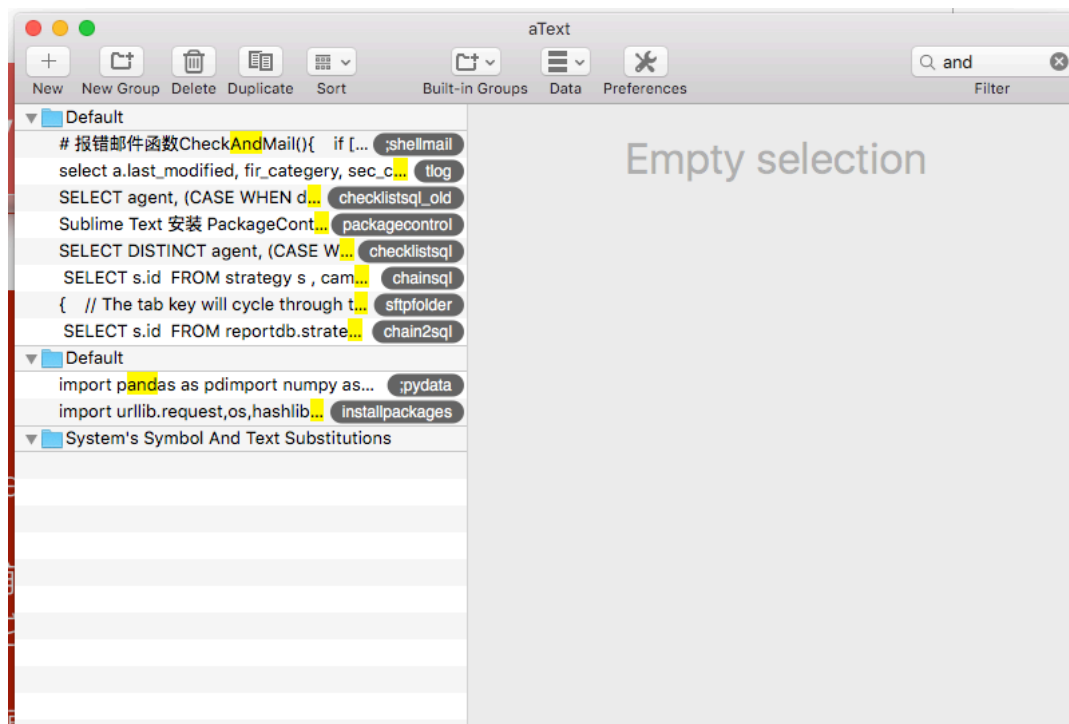 aText
New New Group Delete Duplicate Sort Built-in Groups Data Preferences and Filter
Default
# 报错邮件函数CheckAndMail(){ if [... ;shellmail
select a.last_modified, fir_categery, sec_c... tlog
SELECT agent, (CASE WHEN d... checklistsql_old
Sublime Text 安装 PackageCont... packagecontrol
SELECT DISTINCT agent, (CASE W... checklistsql
SELECT s.id FROM strategy s , cam... chainsql
{ // The tab key will cycle through t... sftpfolder
SELECT s.id FROM reportdb.strate... chain2sql
Default
import pandas as pdimport numpy as... ;pydata
import urllib.request,os,hashlib... installpackages
System's Symbol And Text Substitutions
Empty selection